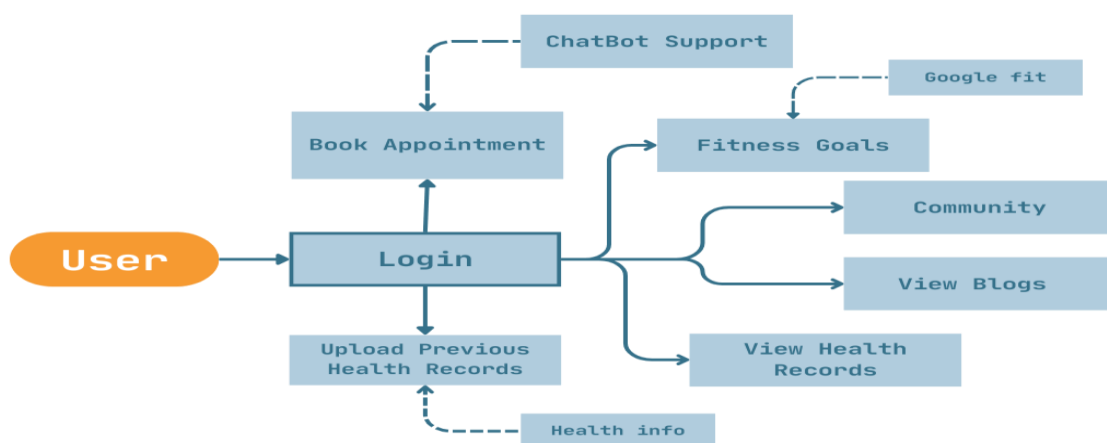 ChatBot Support
Google fit
Book Appointment
Fitness Goals
Community
User
Login
View Blogs
Upload Previous
Health Records
View Health
Records
Health info